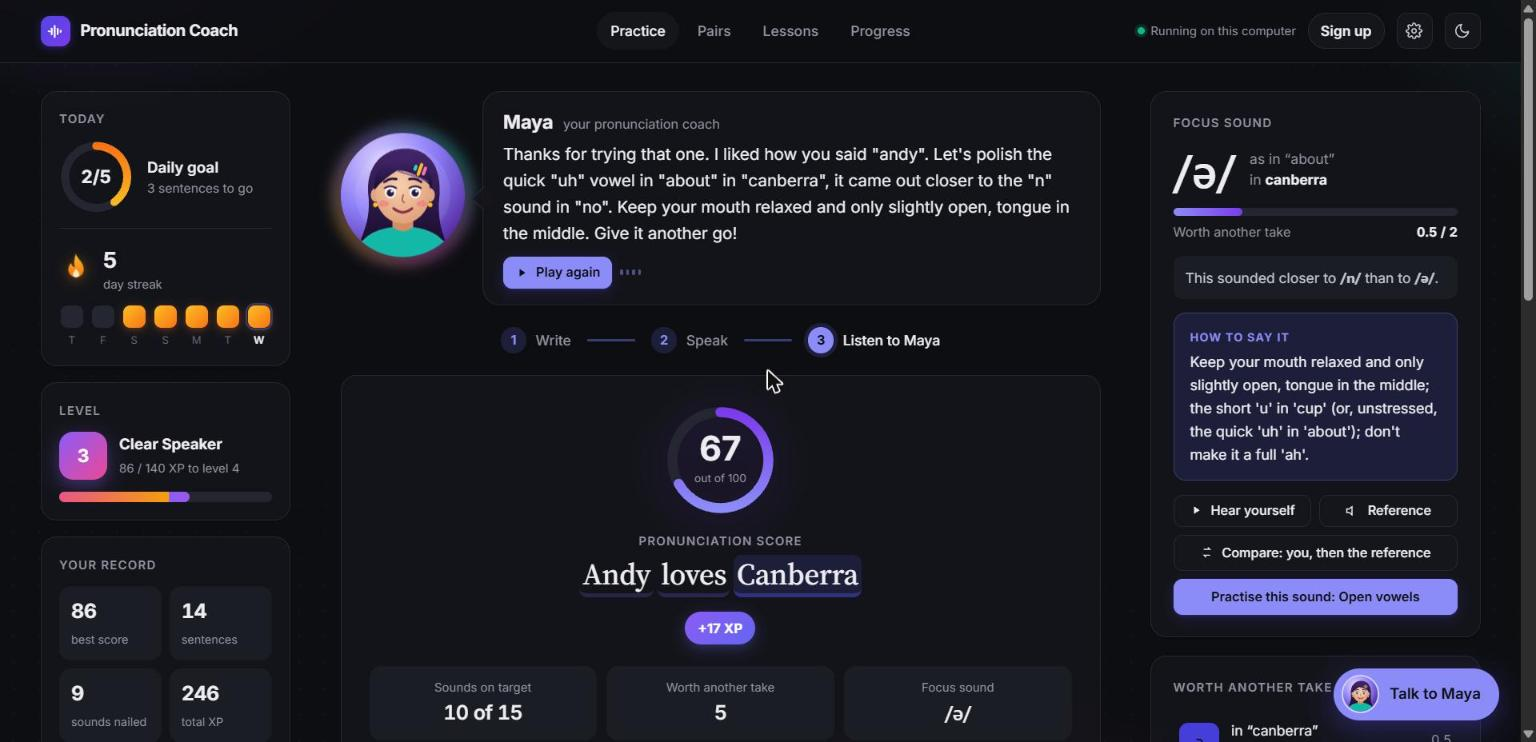 Pronunciation Coach
Practice
Pairs
Lessons
Progress
Running on this computer
Sign up
TODAY
2/5
Daily goal
3 sentences to go
5
day streak
T F S S M T W
LEVEL
3
Clear Speaker
86 / 140 XP to level 4
YOUR RECORD
86
best score
14
sentences
9
sounds nailed
246
total XP
Maya your pronunciation coach
Thanks for trying that one. I liked how you said "andy". Let's polish the
quick "uh" vowel in "about" in "canberra", it came out closer to the "n"
sound in "no". Keep your mouth relaxed and only slightly open, tongue in
the middle. Give it another go!
Play again
1 Write
2 Speak
3 Listen to Maya
67
out of 100
PRONUNCIATION SCORE
Andy loves Canberra
+17 XP
Sounds on target
10 of 15
Worth another take
5
Focus sound
/ə/
FOCUS SOUND
/ə/
as in “about”
in canberra
Worth another take
0.5 / 2
This sounded closer to /n/ than to /ə/.
HOW TO SAY IT
Keep your mouth relaxed and only
slightly open, tongue in the middle;
the short 'u' in 'cup' (or, unstressed,
the quick 'uh' in 'about'); don't
make it a full 'ah'.
Hear yourself
Reference
Compare: you, then the reference
Practise this sound: Open vowels
WORTH ANOTHER TAKE
Talk to Maya
in “canberra”
0.5